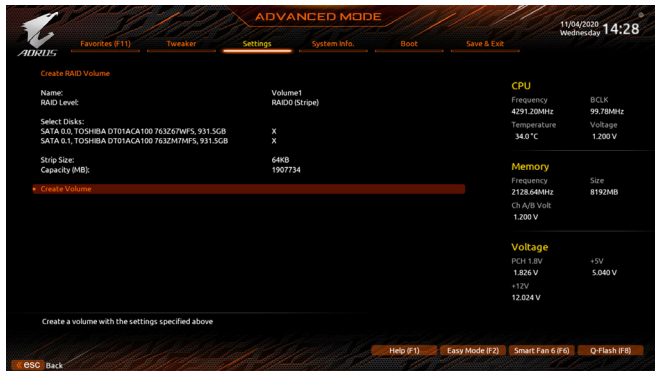 ADVANCED MODE
11/04/2020 14:28
Wednesday
AORUS
Favorites (F11) Tweaker Settings System Info. Boot Save & Exit
Create RAID Volume
Name: Volume1
RAID Level: RAID0 (Stripe)
Select Disks:
SATA 0.0, TOSHIBA DT01ACA100 763Z67WFS, 931.5GB X
SATA 0.1, TOSHIBA DT01ACA100 763ZM7MFS, 931.5GB X
Strip Size: 64KB
Capacity (MB): 1907734
Create Volume
CPU
Frequency BCLK
4291.20MHz 99.78MHz
Temperature Voltage
34.0 °C 1.200 V
Memory
Frequency Size
2128.64MHz 8192MB
Ch A/B Volt
1.200 V
Voltage
PCH 1.8V +5V
1.826 V 5.040 V
+12V
12.024 V
Create a volume with the settings specified above
Help (F1) Easy Mode (F2) Smart Fan 6 (F6) Q-Flash (F8)
esc Back